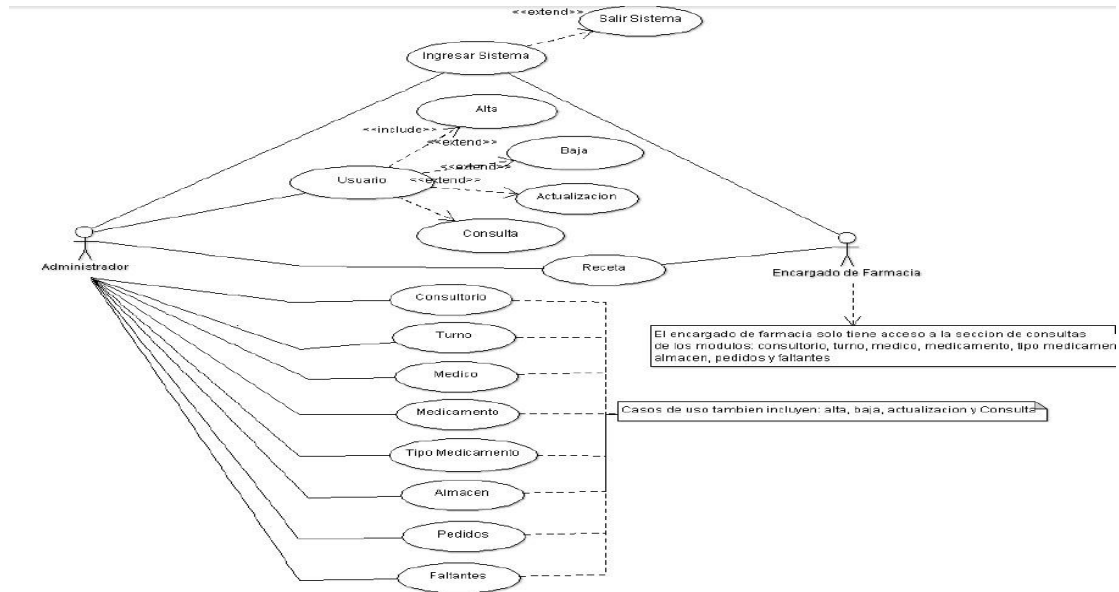 <<extend>>
Salir Sistema
Ingresar Sistema
Alta
<<include>>
<<extend>>
Baja
<<extend>>
Usuario
<<extend>>
Actualizacion
Consulta
Administrador
Receta
Encargado de Farmacia
Consultorio
El encargado de farmacia solo tiene acceso a la seccion de consultas
de los modulos: consultorio, turno, medico, medicamento, tipo medicamen
almacen, pedidos y faltantes
Turno
Medico
Medicamento
Casos de uso tambien incluyen: alta, baja, actualizacion y Consulta
Tipo Medicamento
Almacen
Pedidos
Faltantes